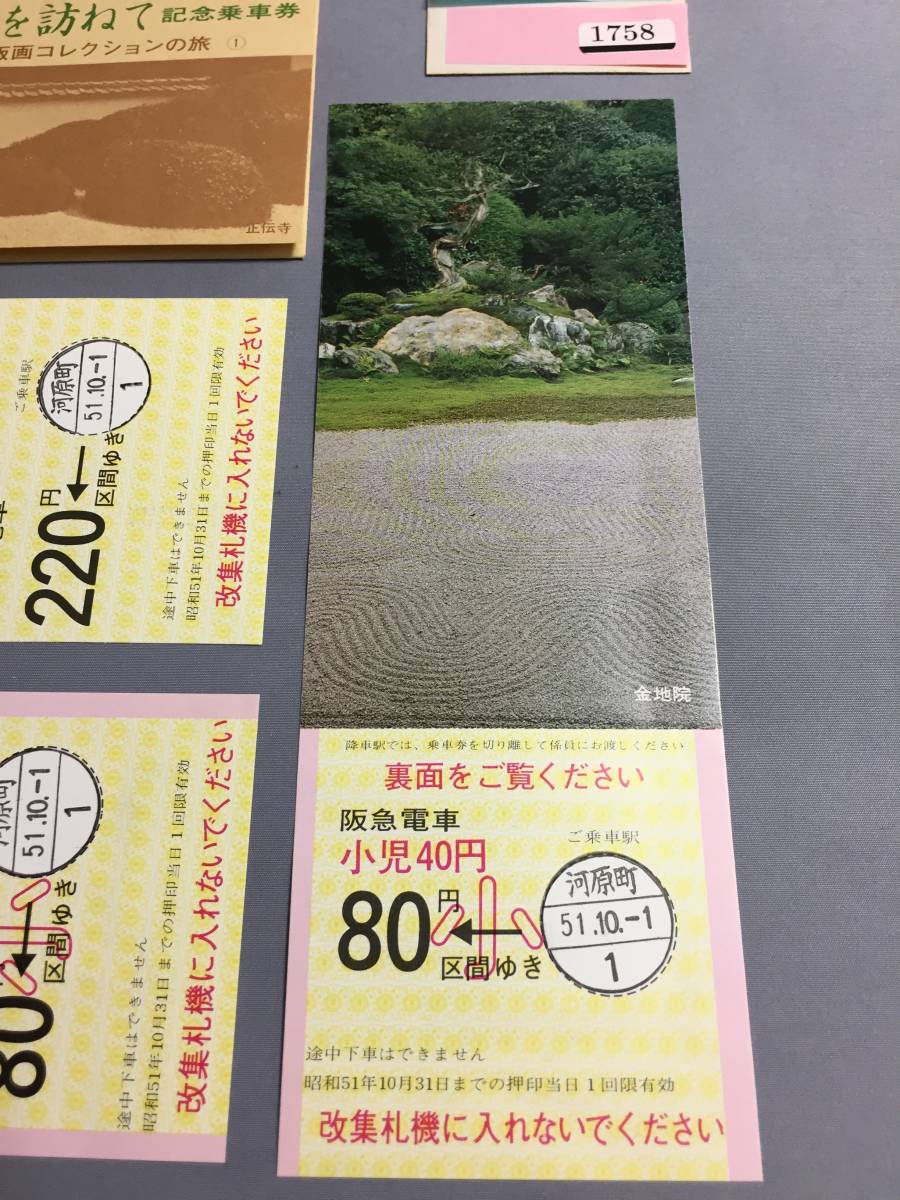 を訪ねて 記念乗車券
版画コレクションの旅 ①
正伝寺
1758
ご乗車駅
河原町
51.10.-1
1
220円
区間ゆき
途中下車はできません
昭和51年10月31日までの押印当日1回限有効
改集札機に入れないでください
河原町
51.10.-1
1
80
区間ゆき
途中下車はできません
昭和51年10月31日までの押印当日1回限有効
改集札機に入れないでください
金地院
降車駅では、乗車券を切り離して係員にお渡しください
裏面をご覧ください
阪急電車
小児40円
ご乗車駅
80円
小
区間ゆき
河原町
51.10.-1
1
途中下車はできません
昭和51年10月31日までの押印当日1回限有効
改集札機に入れないでください